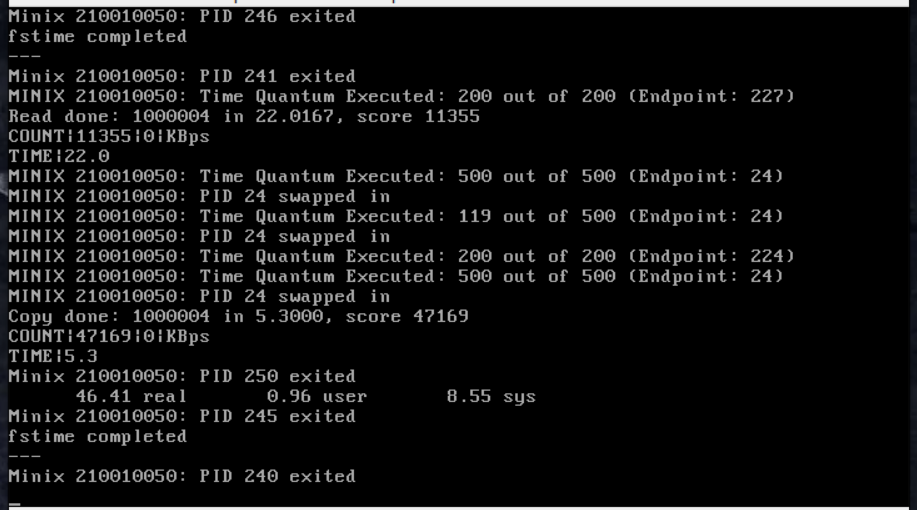 Minix 210010050: PID 246 exited
fstime completed
---
Minix 210010050: PID 241 exited
MINIX 210010050: Time Quantum Executed: 200 out of 200 (Endpoint: 227)
Read done: 1000004 in 22.0167, score 11355
COUNT|11355|0|KBps
TIME|22.0
MINIX 210010050: Time Quantum Executed: 500 out of 500 (Endpoint: 24)
MINIX 210010050: PID 24 swapped in
MINIX 210010050: Time Quantum Executed: 119 out of 500 (Endpoint: 24)
MINIX 210010050: PID 24 swapped in
MINIX 210010050: Time Quantum Executed: 200 out of 200 (Endpoint: 224)
MINIX 210010050: Time Quantum Executed: 500 out of 500 (Endpoint: 24)
MINIX 210010050: PID 24 swapped in
Copy done: 1000004 in 5.3000, score 47169
COUNT|47169|0|KBps
TIME|5.3
Minix 210010050: PID 250 exited
46.41 real 0.96 user 8.55 sys
Minix 210010050: PID 245 exited
fstime completed
---
Minix 210010050: PID 240 exited